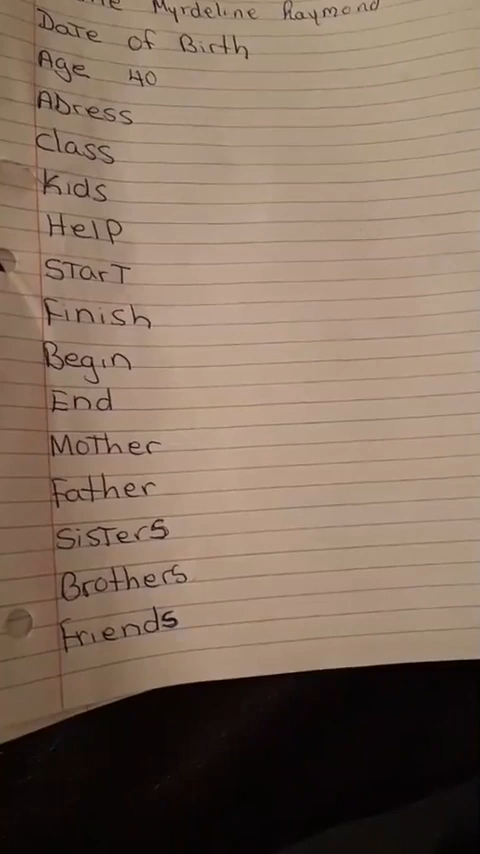 Myrdeline Raymond
Date of Birth
Age 40
ADress
Class
Kids
Help
STarT
Finish
Begin
End
MoTher
Father
SisTers
Brothers
Friends